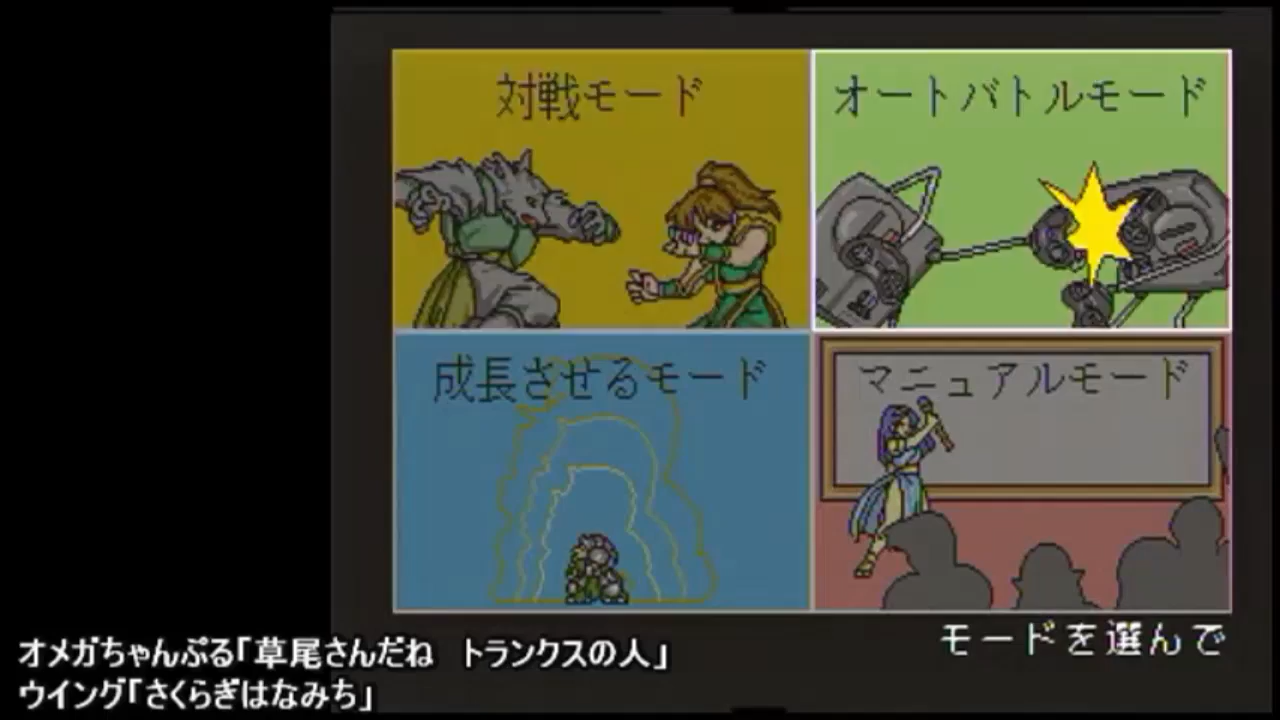 対戦モード
オートバトルモード
成長させるモード
マニュアルモード
モードを選んで
オメガちゃんぷる「草尾さんだね　トランクスの人」
ウイング「さくらぎはなみち」